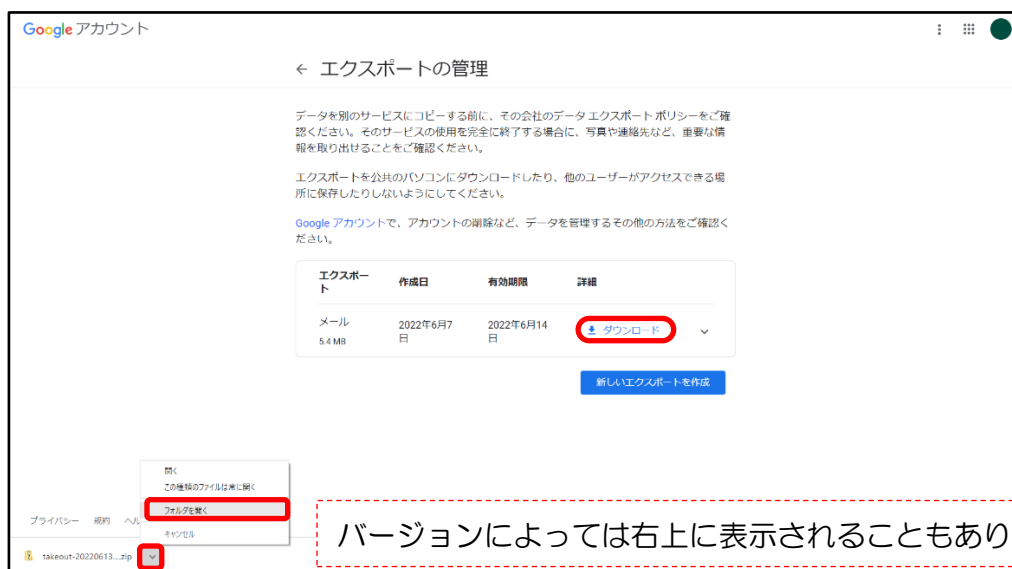 Google アカウント
← エクスポートの管理
データを別のサービスにコピーする前に、その会社のデータ エクスポート ポリシーをご確
認ください。そのサービスの使用を完全に終了する場合に、写真や連絡先など、重要な情
報を取り出せることをご確認ください。
エクスポートを公共のパソコンにダウンロードしたり、他のユーザーがアクセスできる場
所に保存したりしないようにしてください。
Google アカウントで、アカウントの削除など、データを管理するその他の方法をご確認く
ださい。
エクスポー
ト
作成日
有効期限
詳細
メール
5.4 MB
2022年6月7
日
2022年6月14
日
ダウンロード
新しいエクスポートを作成
開く
この種類のファイルは常に開く
フォルダを開く
キャンセル
プライバシー 規約 ヘル
takeout-20220613....zip
バージョンによっては右上に表示されることもあり